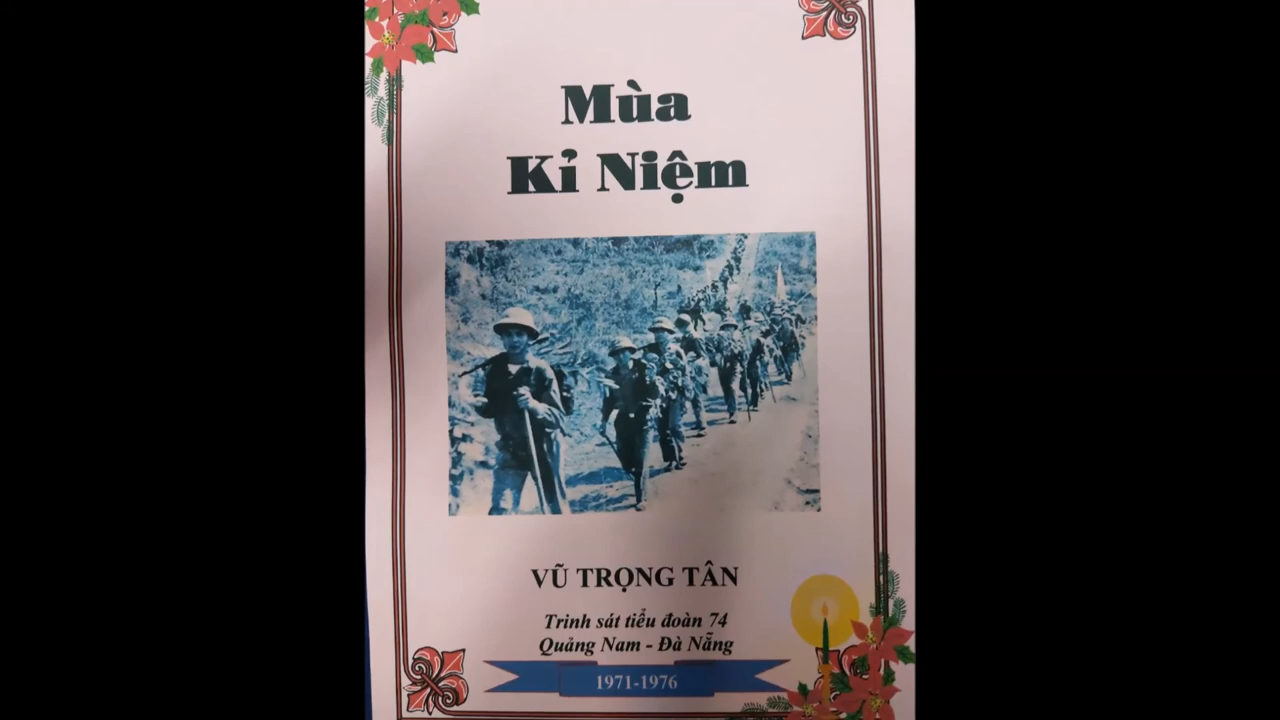 Mùa
Kỉ Niệm
VŨ TRỌNG TÂN
Trinh sát tiểu đoàn 74
Quảng Nam - Đà Nẵng
1971-1976